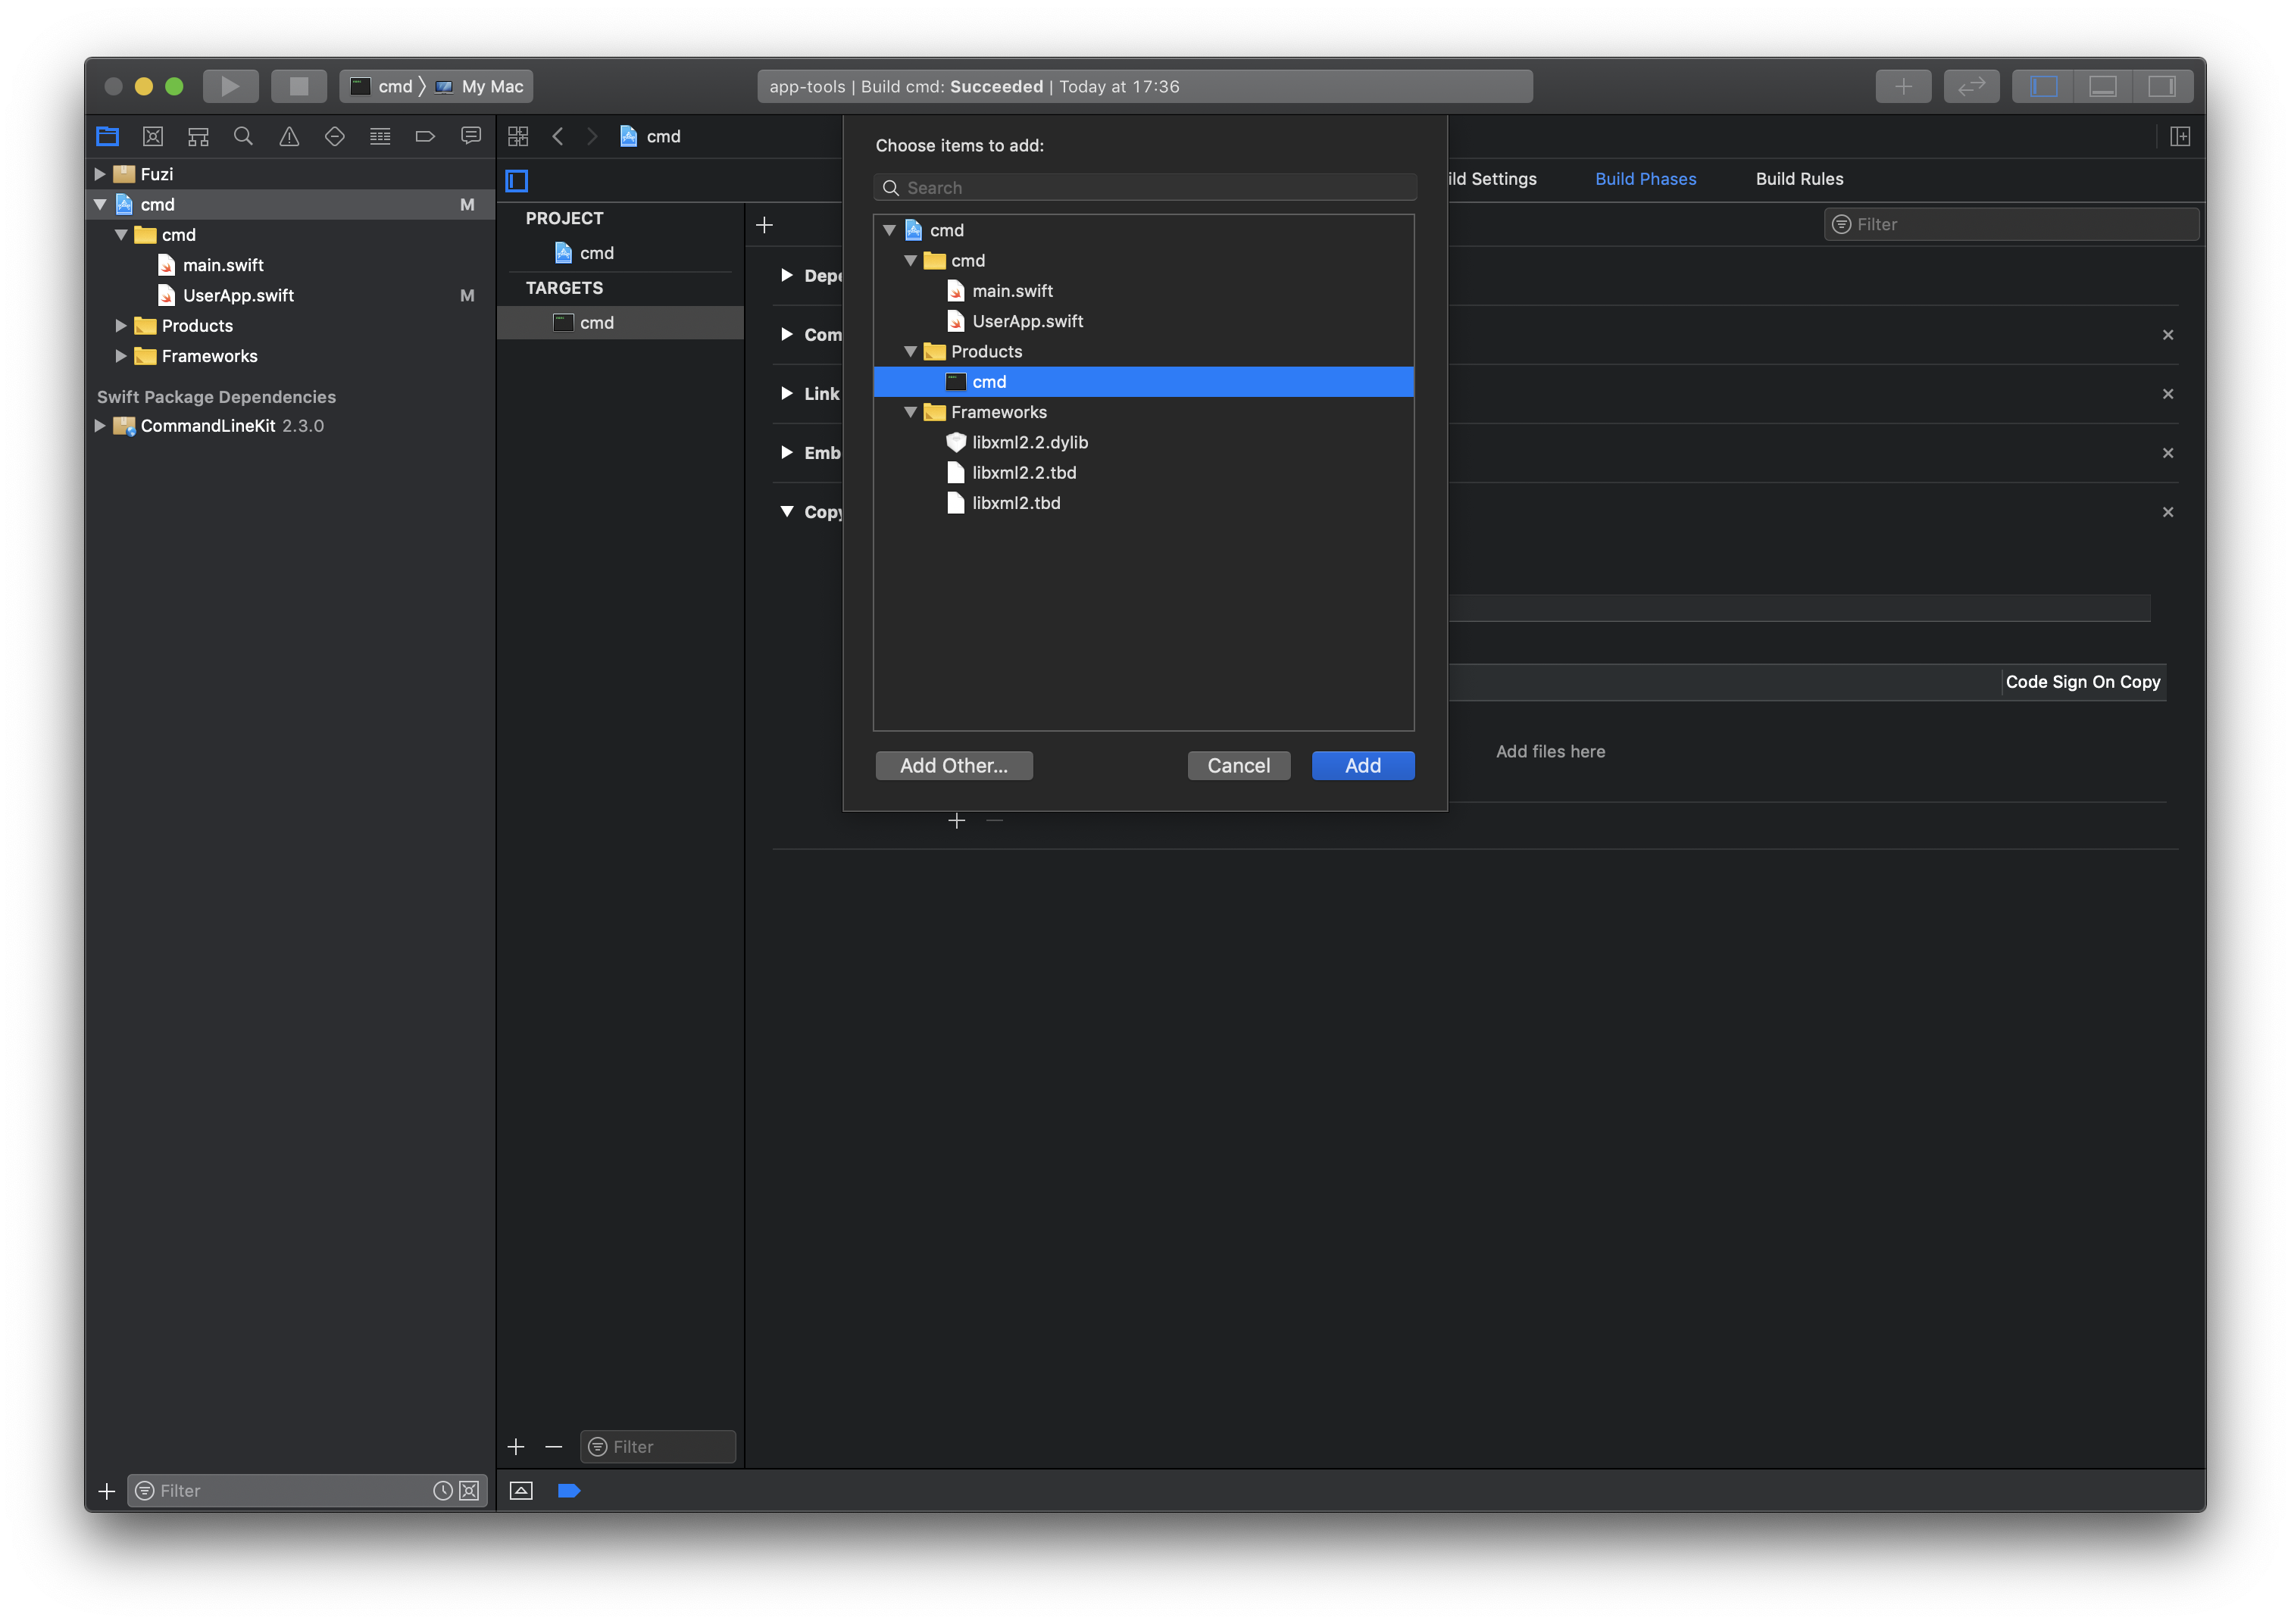 cmd
My Mac
app-tools | Build cmd: Succeeded | Today at 17:36
Fuzi
cmd
M
cmd
main.swift
UserApp.swift
M
Products
Frameworks
Swift Package Dependencies
CommandLineKit 2.3.0
cmd
PROJECT
cmd
TARGETS
cmd
Filter
Filter
Choose items to add:
Search
cmd
cmd
main.swift
UserApp.swift
Products
cmd
Frameworks
libxml2.2.dylib
libxml2.2.tbd
libxml2.tbd
Add Other...
Cancel
Add
ild Settings
Build Phases
Build Rules
Filter
Depe
Com
Link
Emb
Copy
Code Sign On Copy
Add files here